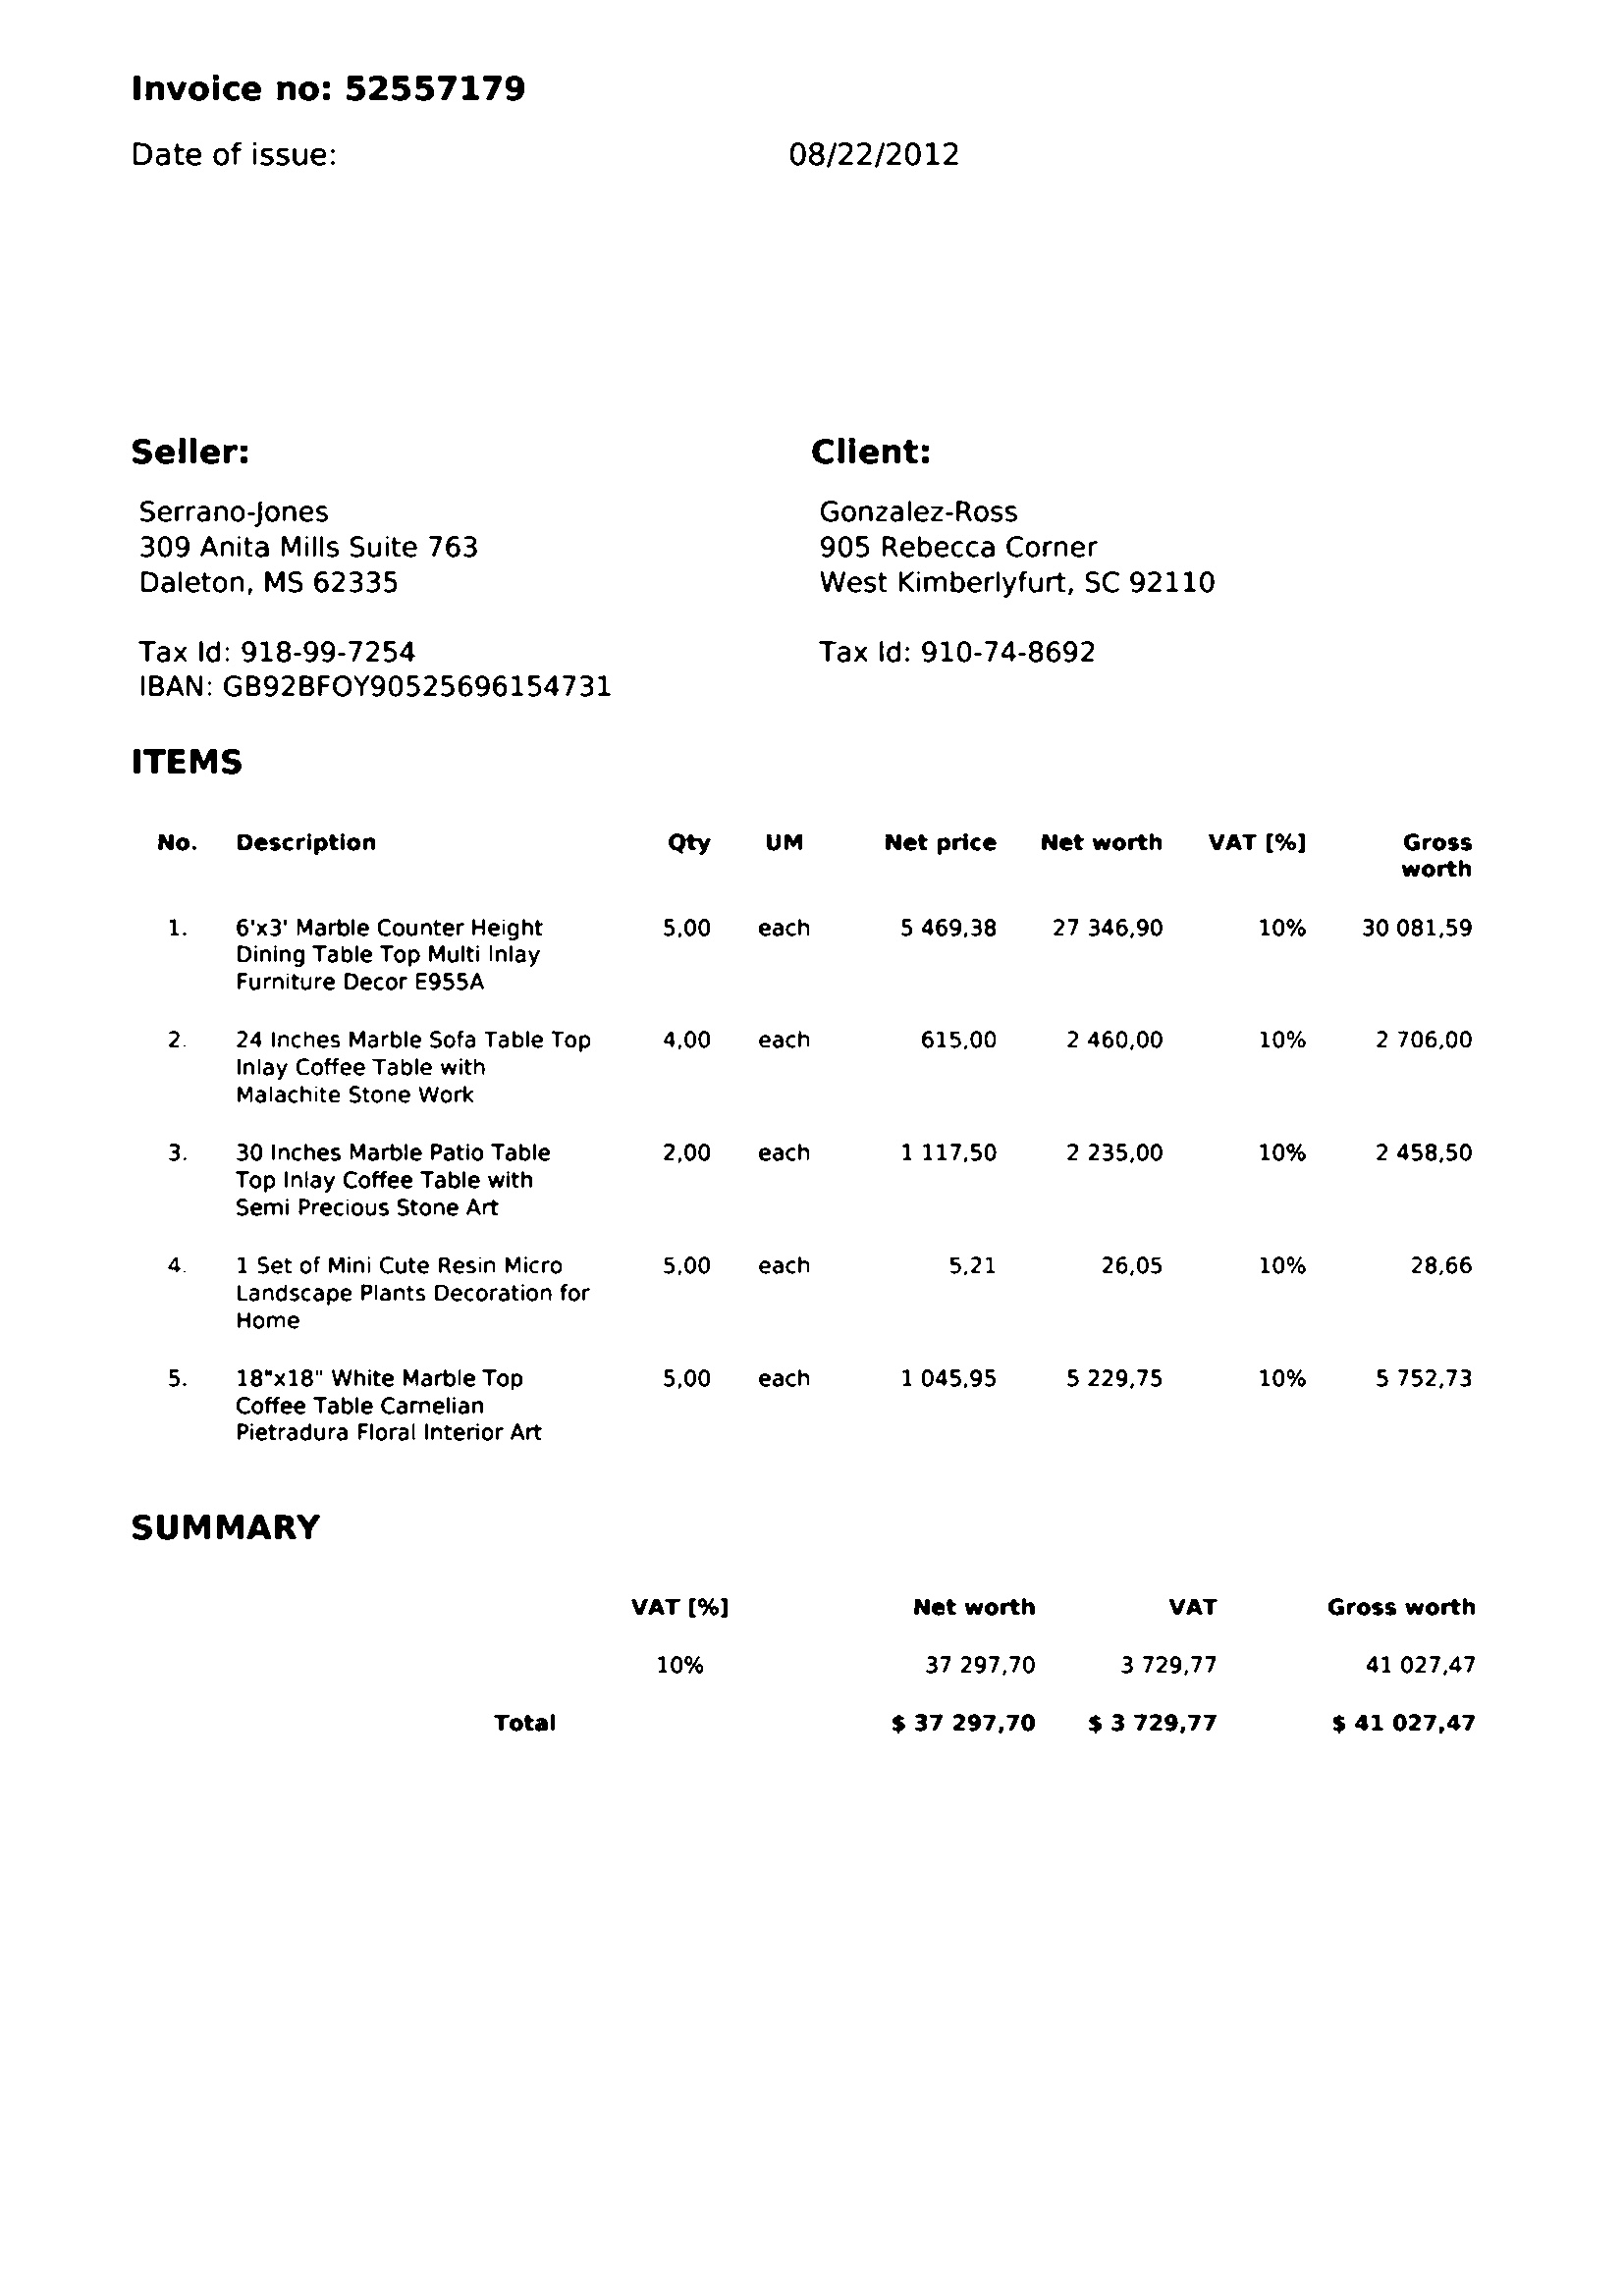 Invoice no: 52557179
Date of issue: 08/22/2012
Seller: Client:
Serrano-Jones Gonzalez-Ross
309 Anita Mills Suite 763 905 Rebecca Corner
Daleton, MS 62335 West Kimberlyfurt, SC 92110
Tax Id: 918-99-7254 Tax Id: 910-74-8692
IBAN: GB92BFOY90525696154731
ITEMS
No. Description Qty UM Net price Net worth VAT [%] Gross
worth
1. 6'x3' Marble Counter Height 5,00 each 5 469,38 27 346,90 10% 30 081,59
Dining Table Top Multi Inlay
Furniture Decor E955A
2. 24 Inches Marble Sofa Table Top 4,00 each 615,00 2 460,00 10% 2 706,00
Inlay Coffee Table with
Malachite Stone Work
3. 30 Inches Marble Patio Table 2,00 each 1 117,50 2 235,00 10% 2 458,50
Top Inlay Coffee Table with
Semi Precious Stone Art
4. 1 Set of Mini Cute Resin Micro 5,00 each 5,21 26,05 10% 28,66
Landscape Plants Decoration for
Home
5. 18"x18" White Marble Top 5,00 each 1 045,95 5 229,75 10% 5 752,73
Coffee Table Carnelian
Pietradura Floral Interior Art
SUMMARY
VAT [%] Net worth VAT Gross worth
10% 37 297,70 3 729,77 41 027,47
Total $ 37 297,70 $ 3 729,77 $ 41 027,47